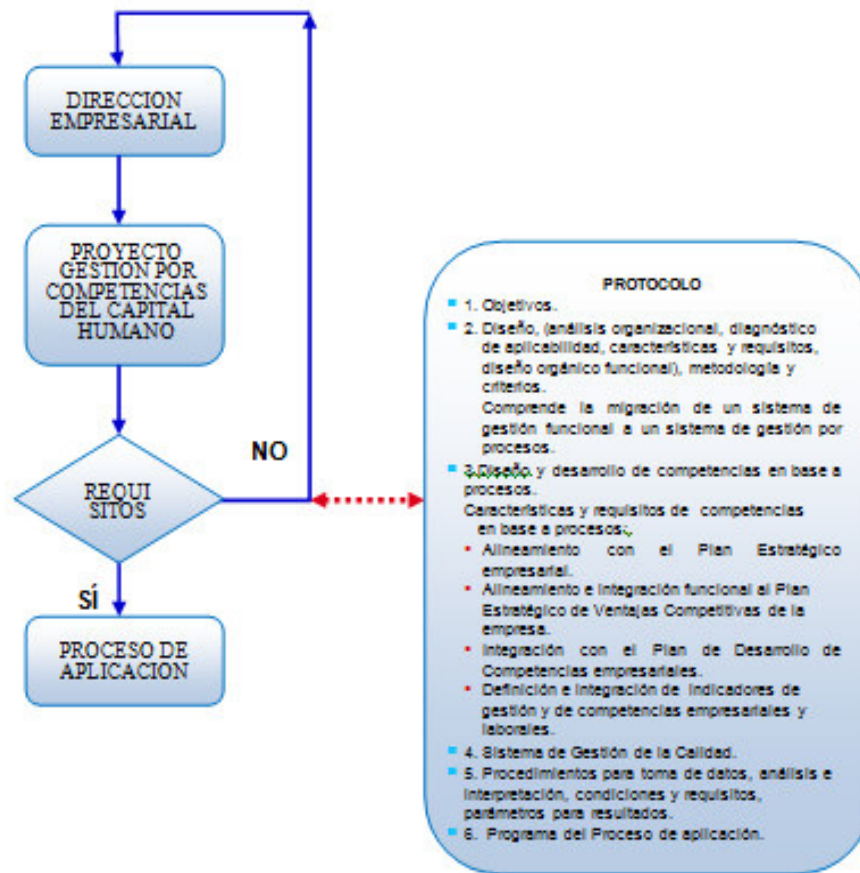 DIRECCION
EMPRESARIAL
PROYECTO
GESTION POR
COMPETENCIAS
DEL CAPITAL
HUMANO
REQUI
SITOS
NO
SÍ
PROCESO DE
APLICACION
PROTOCOLO
1. Objetivos.
2. Diseño, (análisis organizacional, diagnóstico
de aplicabilidad, características y requisitos,
diseño orgánico funcional), metodología y
criterios.
Comprende la migración de un sistema de
gestión funcional a un sistema de gestión por
procesos.
3.Diseño y desarrollo de competencias en base a
procesos.
Características y requisitos de competencias
en base a procesos:.
Alineamiento con el Plan Estratégico
empresarial.
Alineamiento e integración funcional al Plan
Estratégico de Ventajas Competitivas de la
empresa.
Integración con el Plan de Desarrollo de
Competencias empresariales.
Definición e integración de indicadores de
gestión y de competencias empresariales y
laborales.
4. Sistema de Gestión de la Calidad.
5. Procedimientos para toma de datos, análisis e
interpretación, condiciones y requisitos,
parámetros para resultados.
6. Programa del Proceso de aplicación.